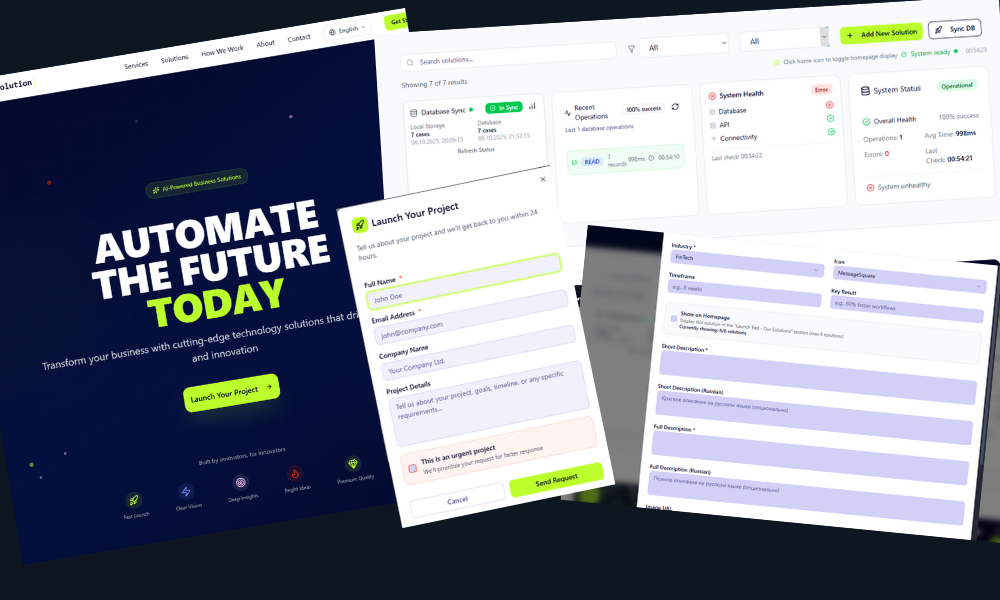 olution
Services
Solutions
How We Work
About
Contact
English
Get St
AI-Powered Business Solutions
AUTOMATE
THE FUTURE
TODAY
Transform your business with cutting-edge technology solutions that dri
and innovation
Launch Your Project
Built by innovators, for innovators
Fast Launch
Clear Vision
Deep Insights
Bright Ideas
Premium Quality
Search solutions...
All
All
+ Add New Solution
Sync DB
Showing 7 of 7 results
Click home icon to toggle homepage display
System ready
00:54:23
Database Sync
In Sync
Local Storage
7 cases
06.10.2025, 20:06:13
Database
7 cases
06.10.2025, 21:32:15
Refresh Status
Recent
Operations
100% success
Last 1 database operations
READ
7
records
998ms
00:54:10
System Health
Error
Database
API
Connectivity
Last check: 00:54:22
System Status
Operational
Overall Health
100% success
Operations: 1
Avg Time: 998ms
Errors: 0
Last
Check: 00:54:21
System unhealthy
Launch Your Project
Tell us about your project and we'll get back to you within 24
hours.
Full Name *
John Doe
Email Address *
john@company.com
Company Name
Your Company Ltd.
Project Details
Tell us about your project, goals, timeline, or any specific
requirements...
This is an urgent project
We'll prioritize your request for faster response
Cancel
Send Request
Industry *
FinTech
Icon
MessageSquare
Timeframe
e.g., 8 weeks
Key Result
e.g., 60% faster workflows
Show on Homepage
Display this solution in the "Launch Pad - Our Solutions" section (max 6 solutions)
Currently showing: 6/6 solutions
Short Description *
Short Description (Russian)
Краткое описание на русском языке (опционально)
Full Description *
Full Description (Russian)
Полное описание на русском языке (опционально)
Image URL